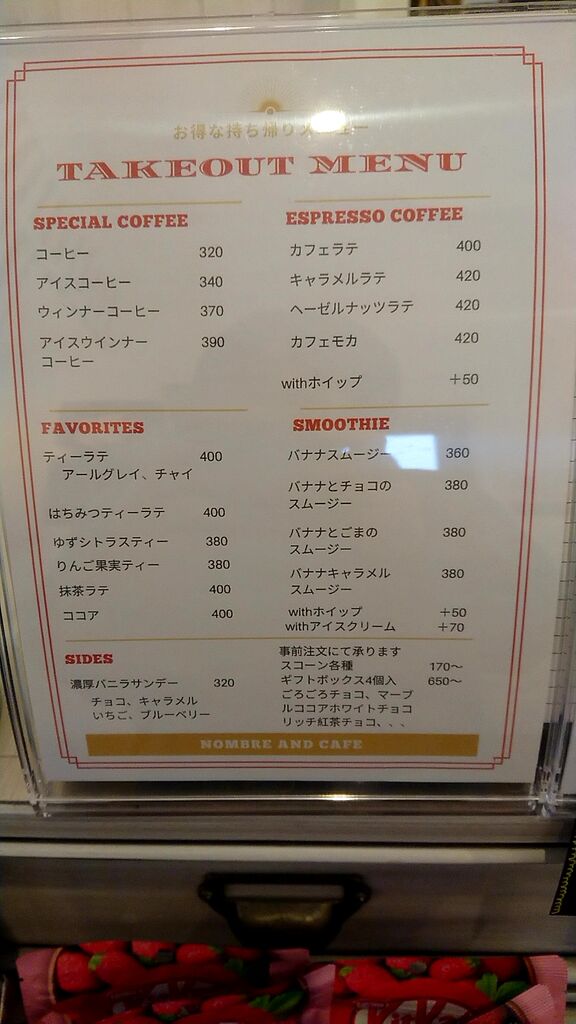 お得な持ち帰りメニュー
TAKEOUT MENU
SPECIAL COFFEE
コーヒー 320
アイスコーヒー 340
ウィンナーコーヒー 370
アイスウインナー 390
コーヒー
ESPRESSO COFFEE
カフェラテ 400
キャラメルラテ 420
ヘーゼルナッツラテ 420
カフェモカ 420
withホイップ +50
FAVORITES
ティーラテ 400
アールグレイ、チャイ
はちみつティーラテ 400
ゆずシトラスティー 380
りんご果実ティー 380
抹茶ラテ 400
ココア 400
SMOOTHIE
バナナスムージー 360
バナナとチョコの 380
スムージー
バナナとごまの 380
スムージー
バナナキャラメル 380
スムージー
withホイップ +50
withアイスクリーム +70
SIDES
濃厚バニラサンデー 320
チョコ、キャラメル
いちご、ブルーベリー
事前注文にて承ります
スコーン各種 170〜
ギフトボックス4個入 650〜
ごろごろチョコ、マーブ
ルココアホワイトチョコ
リッチ紅茶チョコ、、、
NOMBRE AND CAFE